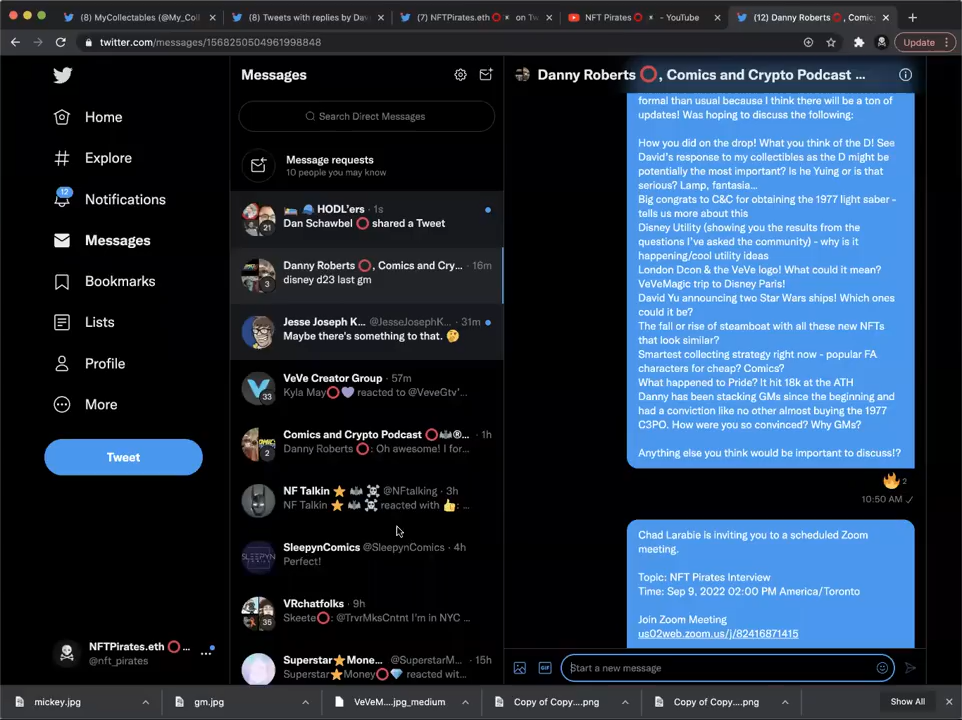 (8) MyCollectables (@My_Coll
(8) Tweets with replies by Dav
(7) NFTPirates.eth ⭕ on Tw
NFT Pirates ⭕ - YouTube
(12) Danny Roberts ⭕, Comic
twitter.com/messages/1568250504961998848
Update
Home
Explore
12
Notifications
Messages
Bookmarks
Lists
Profile
More
Tweet
NFTPirates.eth ⭕ ...
@nft_pirates
Messages
Search Direct Messages
Message requests
10 people you may know
HODL'ers · 1s
21
Dan Schawbel ⭕ shared a Tweet
Danny Roberts ⭕, Comics and Cry... · 16m
3
disney d23 last gm
Jesse Joseph K... @JesseJosephK... · 31m
Maybe there's something to that. 🤔
VeVe Creator Group · 57m
33
Kyla May⭕💜 reacted to @VeveGtv'...
Comics and Crypto Podcast ⭕🦇®... · 1h
2
Danny Roberts ⭕: Oh awesome! I for...
NF Talkin ⭐ 🦇 ☠️ @NFtalking · 3h
NF Talkin ⭐ 🦇 ☠️ reacted with 👍: ...
SleepynComics @SleepynComics · 4h
Perfect!
VRchatfolks · 9h
35
Skeete⭕: @TrvrMksCntnt I'm in NYC ...
Superstar⭐Mone... @SuperstarM... · 15h
Superstar⭐Money⭕💎 reacted wit...
Danny Roberts ⭕, Comics and Crypto Podcast ...
formal than usual because I think there will be a ton of
updates! Was hoping to discuss the following:
How you did on the drop! What you think of the D! See
David's response to my collectibles as the D might be
potentially the most important? Is he Yuing or is that
serious? Lamp, fantasia...
Big congrats to C&C for obtaining the 1977 light saber -
tells us more about this
Disney Utility (showing you the results from the
questions I've asked the community) - why is it
happening/cool utility ideas
London Dcon & the VeVe logo! What could it mean?
VeVeMagic trip to Disney Paris!
David Yu announcing two Star Wars ships! Which ones
could it be?
The fall or rise of steamboat with all these new NFTs
that look similar?
Smartest collecting strategy right now - popular FA
characters for cheap? Comics?
What happened to Pride? It hit 18k at the ATH
Danny has been stacking GMs since the beginning and
had a conviction like no other almost buying the 1977
C3PO. How were you so convinced? Why GMs?
Anything else you think would be important to discuss!?
🔥 2
10:50 AM ✓
Chad Larabie is inviting you to a scheduled Zoom
meeting.
Topic: NFT Pirates Interview
Time: Sep 9, 2022 02:00 PM America/Toronto
Join Zoom Meeting
us02web.zoom.us/j/82416871415
GIF
Start a new message
mickey.jpg
gm.jpg
VeVeM....jpg_medium
Copy of Copy....png
Copy of Copy....png
Show All